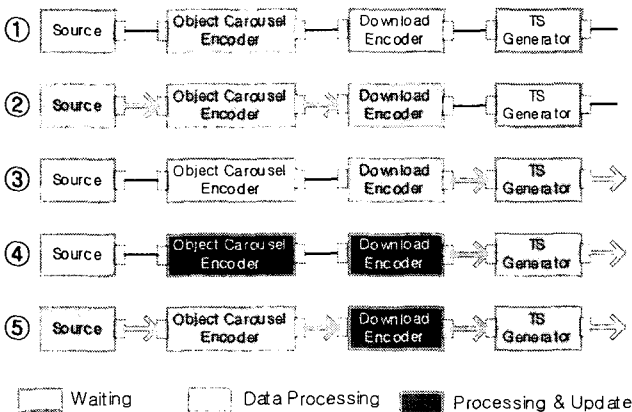 ① Source Object Carousel Encoder Download Encoder TS Generator
② Source Object Carousel Encoder Download Encoder TS Generator
③ Source Object Carousel Encoder Download Encoder TS Generator
④ Source Object Carousel Encoder Download Encoder TS Generator
⑤ Source Object Carousel Encoder Download Encoder TS Generator
Waiting Data Processing Processing & Update